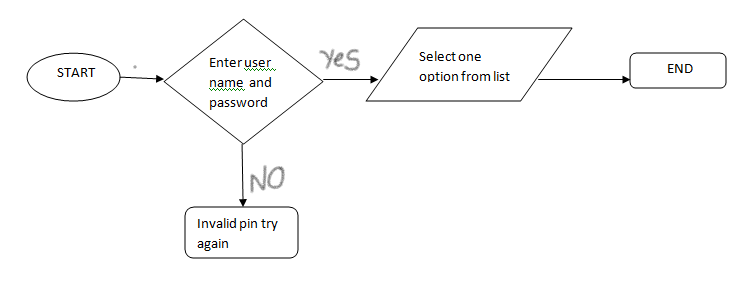 START
Enter user
name and
password
YES
Select one
option from list
END
NO
Invalid pin try
again